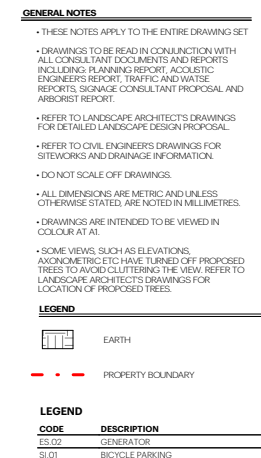 GENERAL NOTES
• THESE NOTES APPLY TO THE ENTIRE DRAWING SET
• DRAWINGS TO BE READ IN CONJUNCTION WITH
ALL CONSULTANT DOCUMENTS AND REPORTS
INCLUDING: PLANNING REPORT, ACOUSTIC
ENGINEER'S REPORT, TRAFFIC AND WATSE
REPORTS, SIGNAGE CONSULTANT PROPOSAL AND
ARBORIST REPORT.
• REFER TO LANDSCAPE ARCHITECT'S DRAWINGS
FOR DETAILED LANDSCAPE DESIGN PROPOSAL.
• REFER TO CIVIL ENGINEER'S DRAWINGS FOR
SITEWORKS AND DRAINAGE INFORMATION.
• DO NOT SCALE OFF DRAWINGS.
• ALL DIMENSIONS ARE METRIC AND UNLESS
OTHERWISE STATED, ARE NOTED IN MILLIMETRES.
• DRAWINGS ARE INTENDED TO BE VIEWED IN
COLOUR AT A1.
• SOME VIEWS, SUCH AS ELEVATIONS,
AXONOMETRIC ETC HAVE TURNED OFF PROPOSED
TREES TO AVOID CLUTTERING THE VIEW. REFER TO
LANDSCAPE ARCHITECT'S DRAWINGS FOR
LOCATION OF PROPOSED TREES.
LEGEND
EARTH
PROPERTY BOUNDARY
LEGEND
CODE DESCRIPTION
ES.02 GENERATOR
SI.01 BICYCLE PARKING